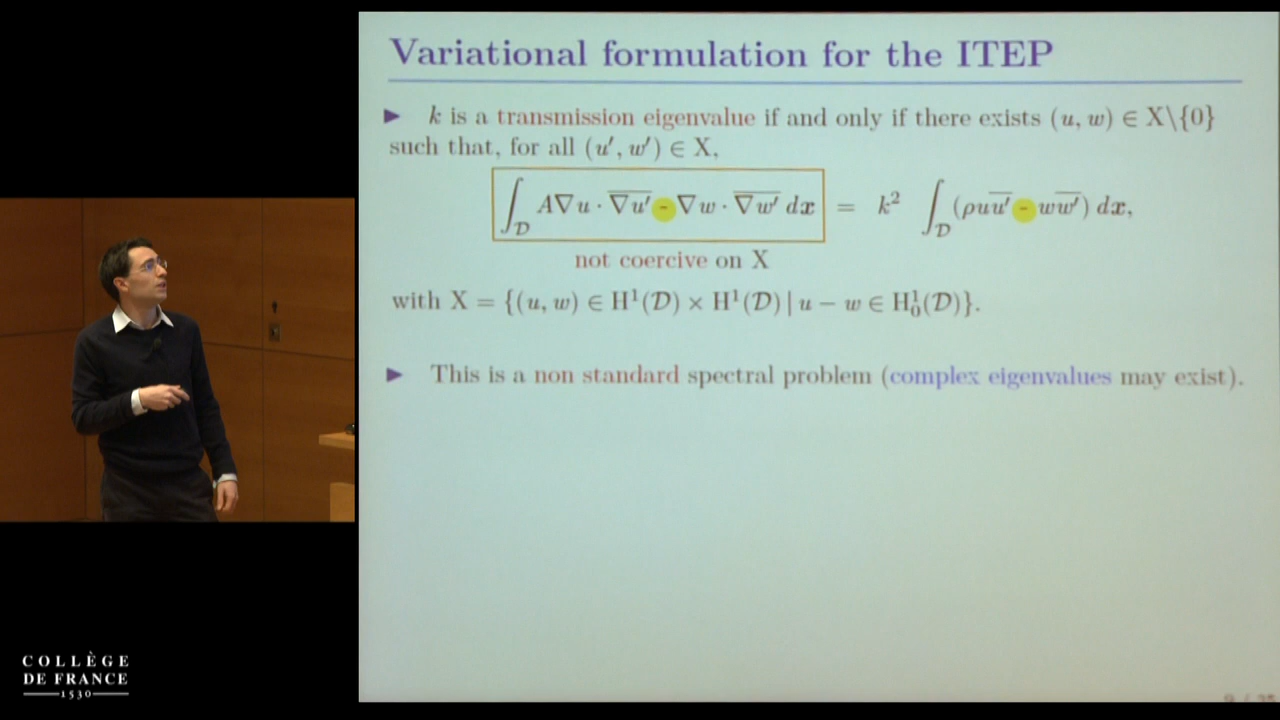 Variational formulation for the ITEP
► k is a transmission eigenvalue if and only if there exists (u, w) ∈ X\{0}
such that, for all (u′, w′) ∈ X,
∫_𝒟 A∇u · \overline{∇u′} - ∇w · \overline{∇w′} dx = k² ∫_𝒟 (ρu\overline{u′} - w\overline{w′}) dx,
not coercive on X
with X = {(u, w) ∈ H¹(𝒟) × H¹(𝒟) | u − w ∈ H¹₀(𝒟)}.
► This is a non standard spectral problem (complex eigenvalues may exist).
COLLÈGE
DE FRANCE
1530